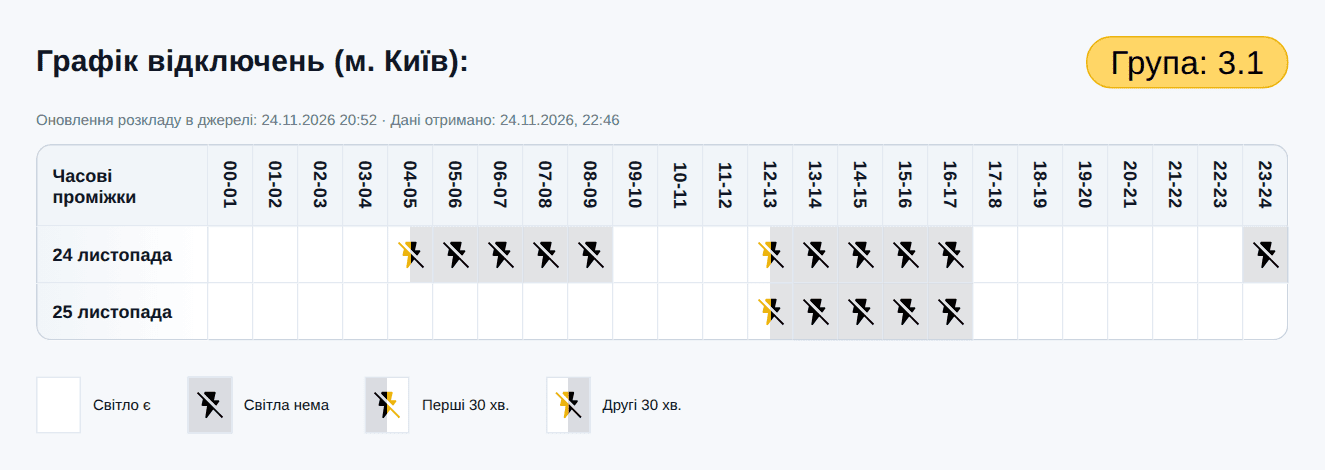 Графік відключень (м. Київ):
Група: 3.1
Оновлення розкладу в джерелі: 24.11.2026 20:52 · Дані отримано: 24.11.2026, 22:46
Часові
проміжки
00-01
01-02
02-03
03-04
04-05
05-06
06-07
07-08
08-09
09-10
10-11
11-12
12-13
13-14
14-15
15-16
16-17
17-18
18-19
19-20
20-21
21-22
22-23
23-24
24 листопада
25 листопада
Світло є
Світла нема
Перші 30 хв.
Другі 30 хв.